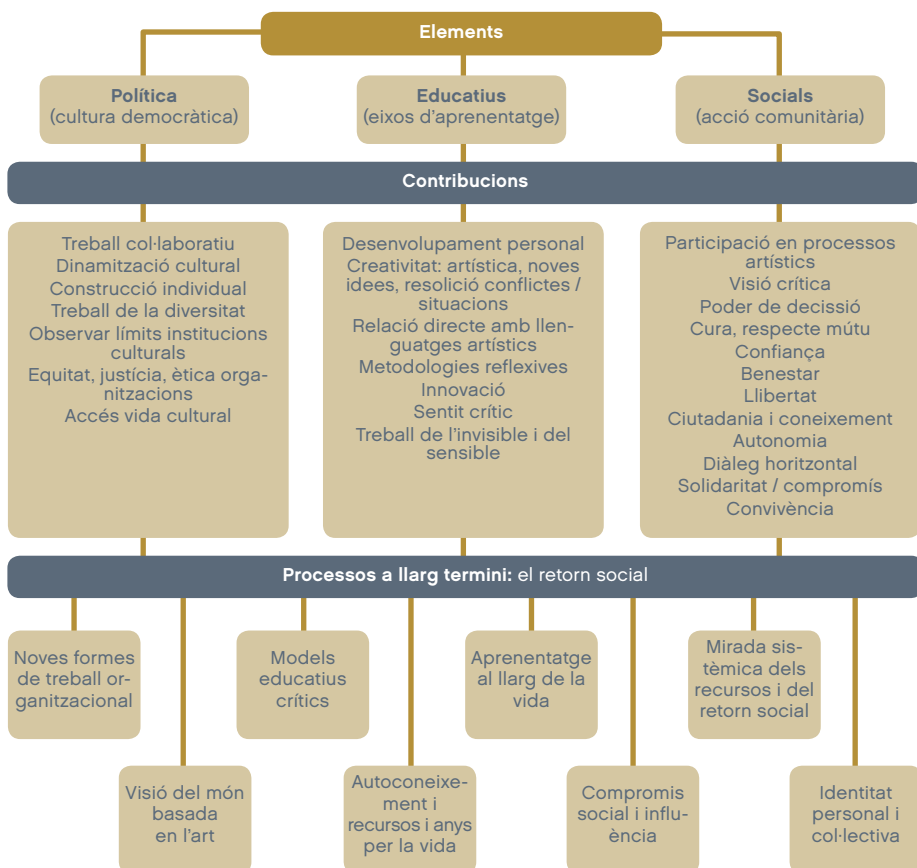 Elements
Política
(cultura democràtica)
Educatius
(eixos d'aprenentatge)
Socials
(acció comunitària)
Contribucions
Treball col·laboratiu
Dinamització cultural
Construcció individual
Treball de la diversitat
Observar límits institucions
culturals
Equitat, justícia, ètica orga-
nitzacions
Accés vida cultural
Desenvolupament personal
Creativitat: artística, noves
idees, resolició conflictes /
situacions
Relació directe amb llen-
guatges artístics
Metodologies reflexives
Innovació
Sentit crític
Treball de l'invisible i del
sensible
Participació en processos
artístics
Visió crítica
Poder de decissió
Cura, respecte mútu
Confiança
Benestar
Llibertat
Ciutadania i coneixement
Autonomia
Diàleg horitzontal
Solidaritat / compromís
Convivència
Processos a llarg termini: el retorn social
Noves formes
de treball or-
ganitzacional
Models
educatius
crítics
Aprenentatge
al llarg de la
vida
Mirada sis-
tèmica dels
recursos i del
retorn social
Visió del món
basada
en l'art
Autoconeixe-
ment i
recursos i anys
per la vida
Compromis
social i influ-
ència
Identitat
personal i
col·lectiva